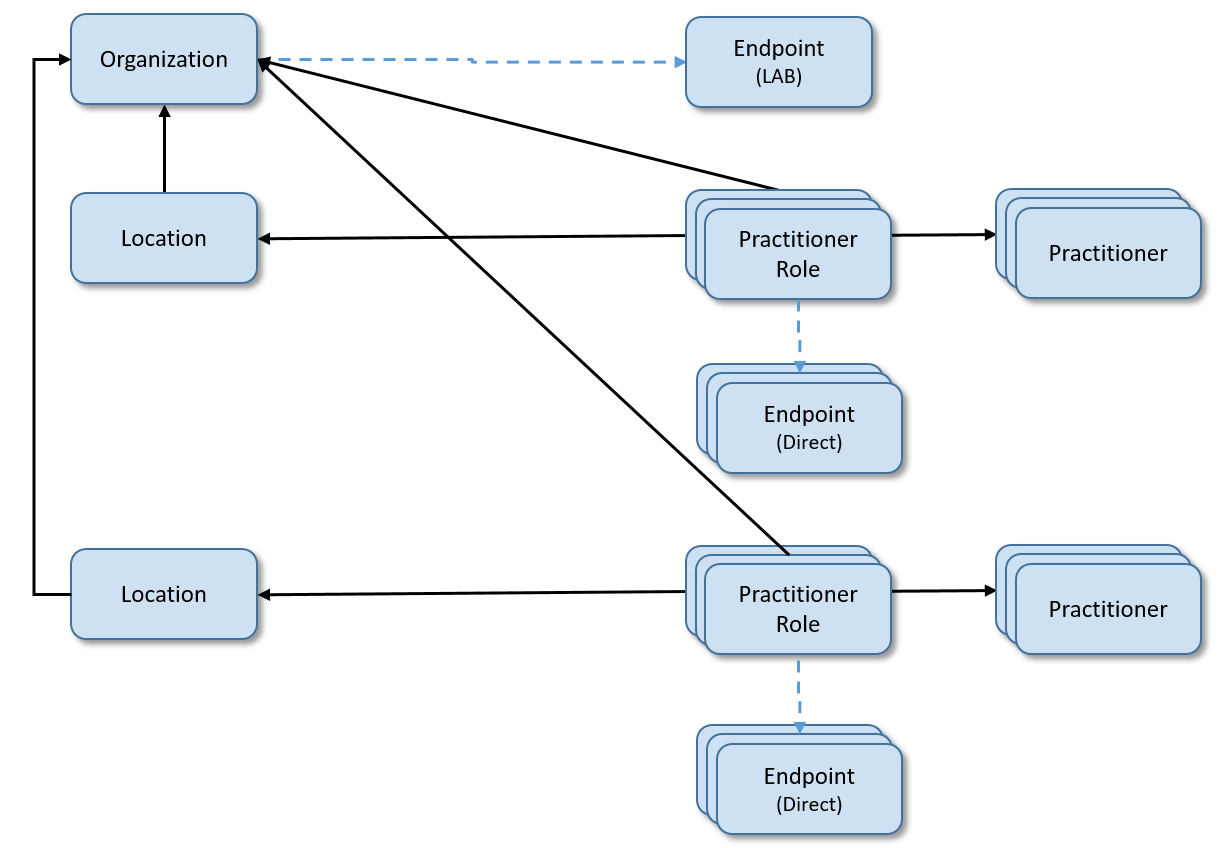 Organization
Endpoint
(LAB)
Location
Practitioner
Role
Practitioner
Endpoint
(Direct)
Location
Practitioner
Role
Practitioner
Endpoint
(Direct)